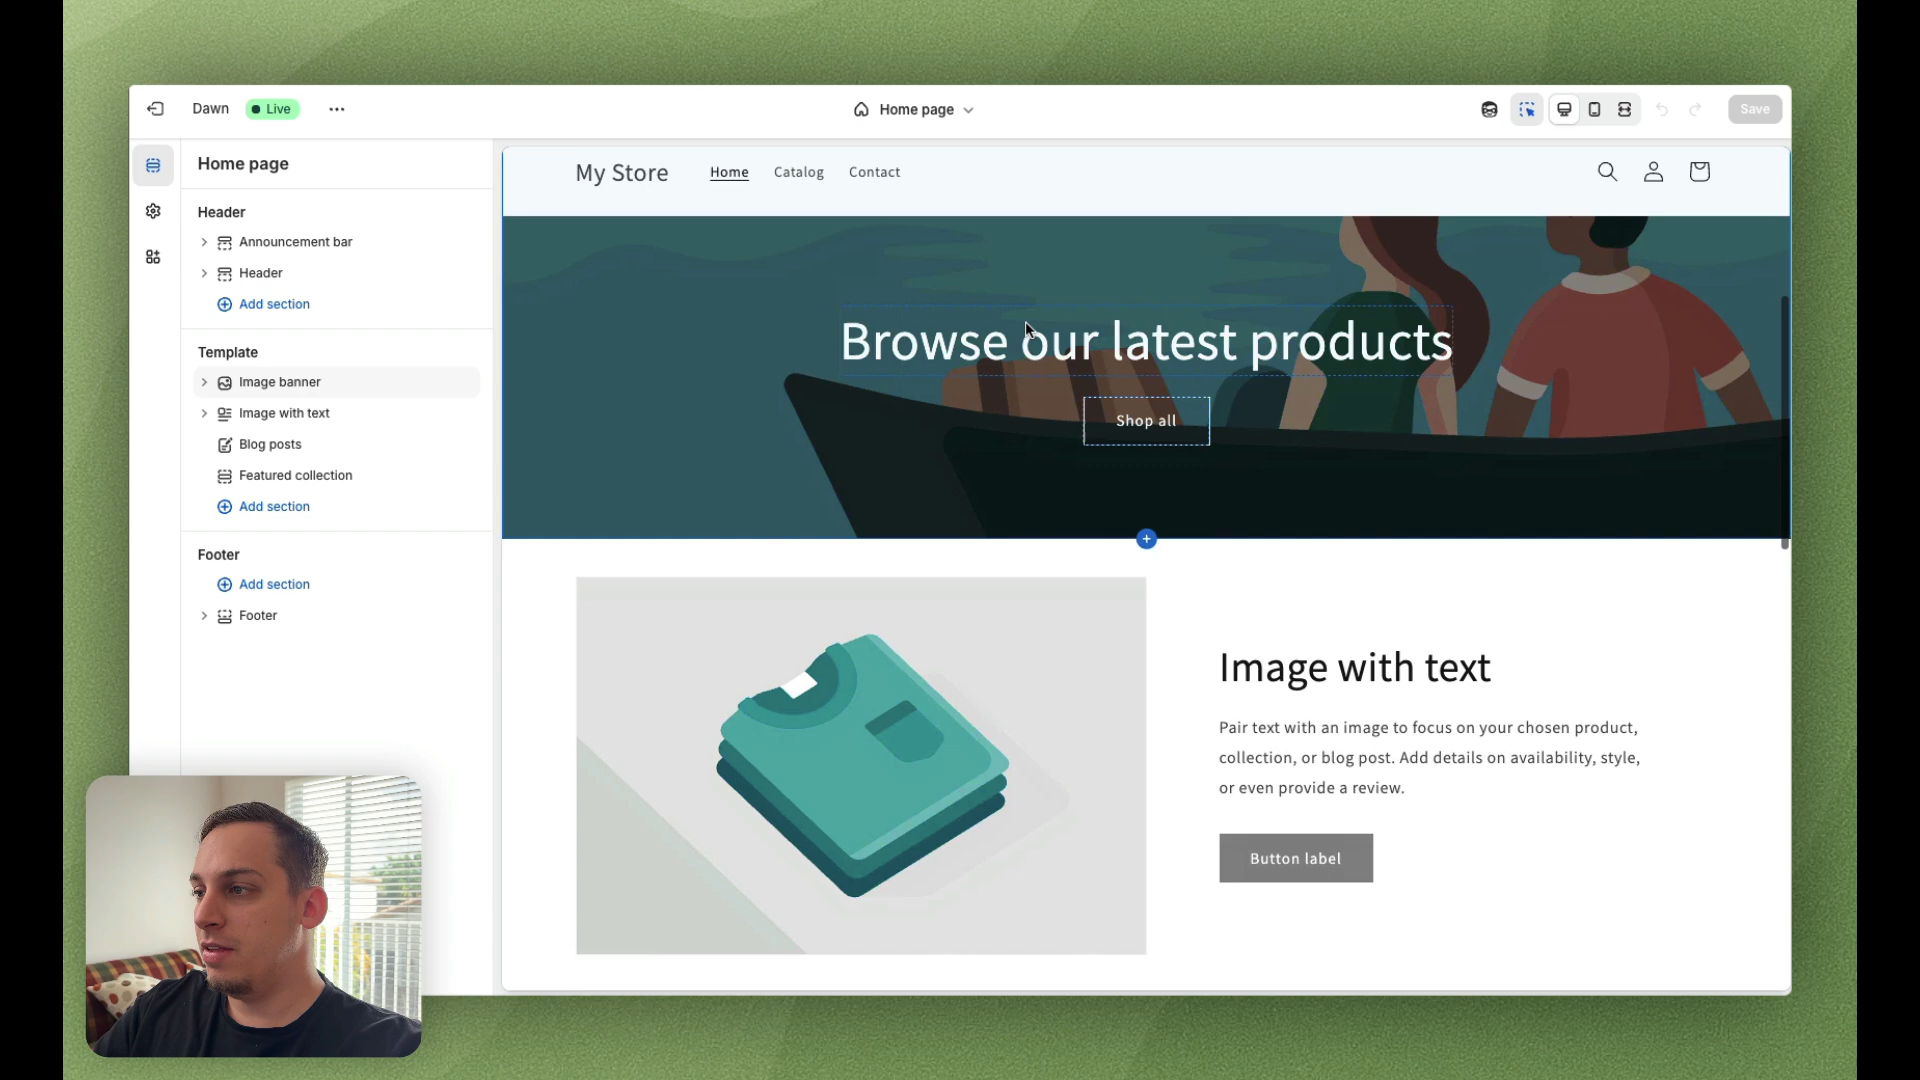 Dawn
Live
Home page
Save
Home page
Header
Announcement bar
Header
Add section
Template
Image banner
Image with text
Blog posts
Featured collection
Add section
Footer
Add section
Footer
My Store
Home
Catalog
Contact
Browse our latest products
Shop all
Image with text
Pair text with an image to focus on your chosen product,
collection, or blog post. Add details on availability, style,
or even provide a review.
Button label